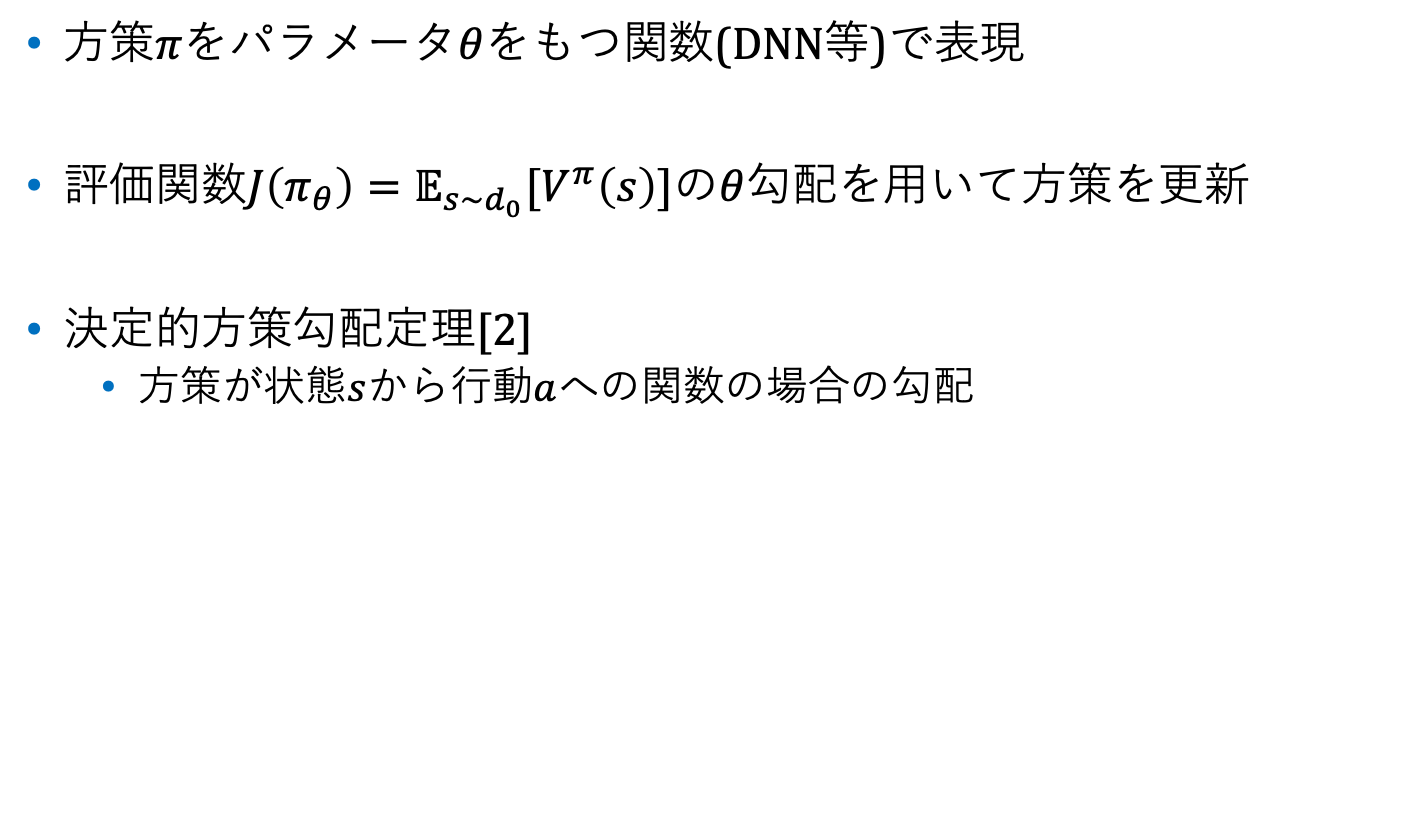 • 方策𝜋をパラメータ𝜃をもつ関数(DNN等)で表現
• 評価関数𝐽(𝜋_𝜃) = 𝔼_{𝑠~𝑑_0}[𝑉^𝜋(𝑠)]の𝜃勾配を用いて方策を更新
• 決定的方策勾配定理[2]
• 方策が状態𝑠から行動𝑎への関数の場合の勾配